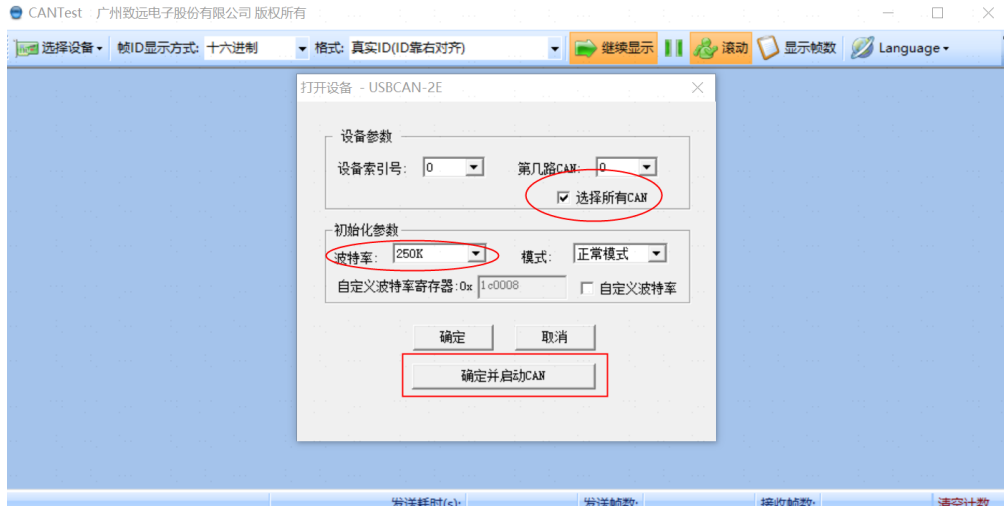 CANTest 广州致远电子股份有限公司 版权所有
选择设备 帧ID显示方式: 十六进制 格式: 真实ID(ID靠右对齐) 继续显示 滚动 显示帧数 Language
打开设备 - USBCAN-2E
设备参数
设备索引号: 0 第几路CAN: 0
选择所有CAN
初始化参数
波特率: 250K 模式: 正常模式
自定义波特率寄存器:0x 1c0008 自定义波特率
确定 取消
确定并启动CAN
发送耗时(s): 发送帧数: 接收帧数: 清空计数